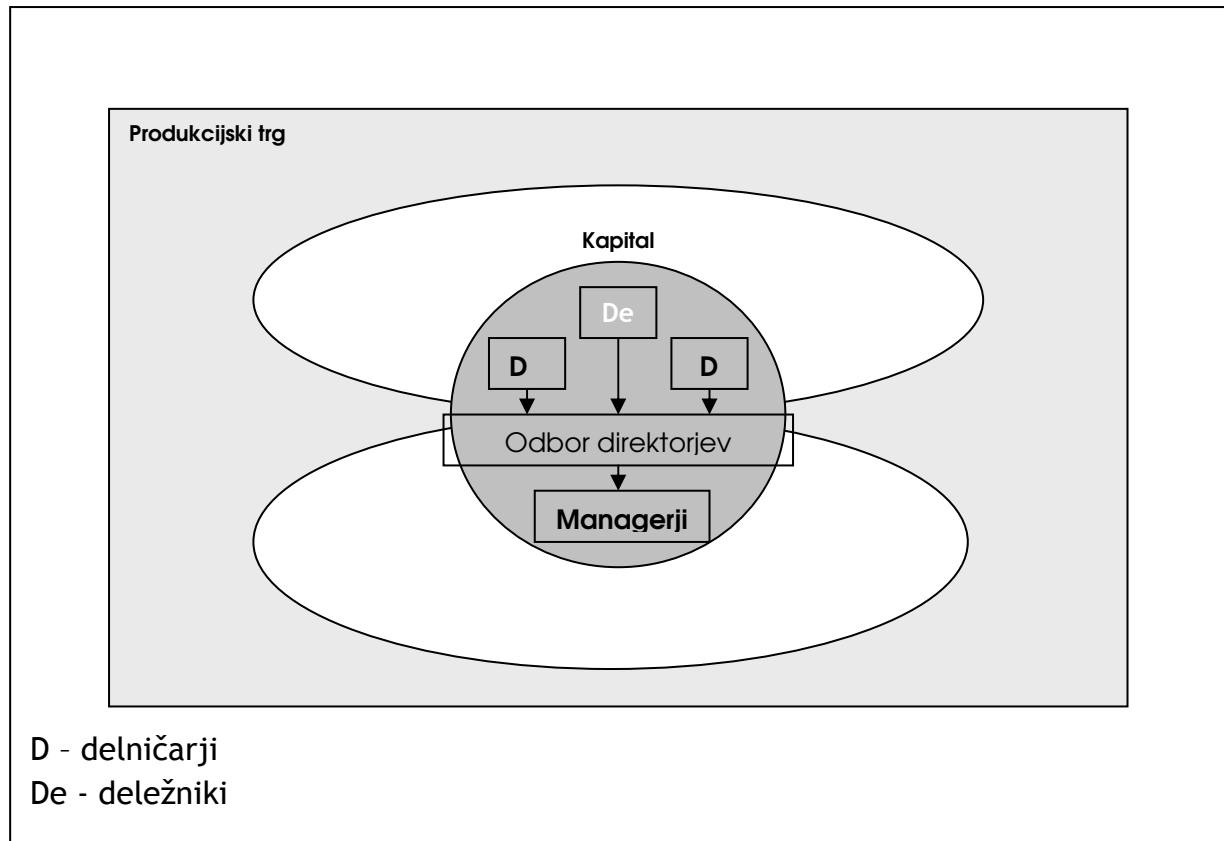 Produkcijski trg
Kapital
De
D
D
Odbor direktorjev
Managerji
D – delničarji
De - deležniki